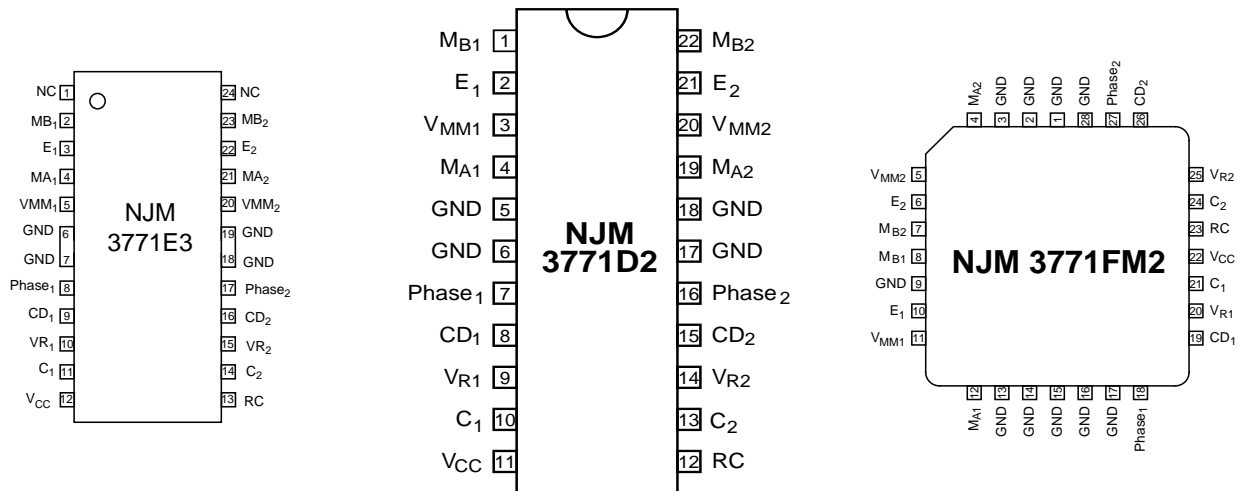 NC 1
MB1 2
E1 3
MA1 4
VMM1 5
GND 6
GND 7
Phase1 8
CD1 9
VR1 10
C1 11
VCC 12
24 NC
23 MB2
22 E2
21 MA2
20 VMM2
19 GND
18 GND
17 Phase2
16 CD2
15 VR2
14 C2
13 RC
NJM
3771E3
MB1 1
E1 2
VMM1 3
MA1 4
GND 5
GND 6
Phase1 7
CD1 8
VR1 9
C1 10
VCC 11
22 MB2
21 E2
20 VMM2
19 MA2
18 GND
17 GND
16 Phase2
15 CD2
14 VR2
13 C2
12 RC
NJM
3771D2
MA2 4
GND 3
GND 2
GND 1
GND 28
Phase2 27
CD2 26
VMM2 5
E2 6
MB2 7
MB1 8
GND 9
E1 10
VMM1 11
25 VR2
24 C2
23 RC
22 VCC
21 C1
20 VR1
19 CD1
NJM 3771FM2
12 MA1
13 GND
14 GND
15 GND
16 GND
17 GND
18 Phase1